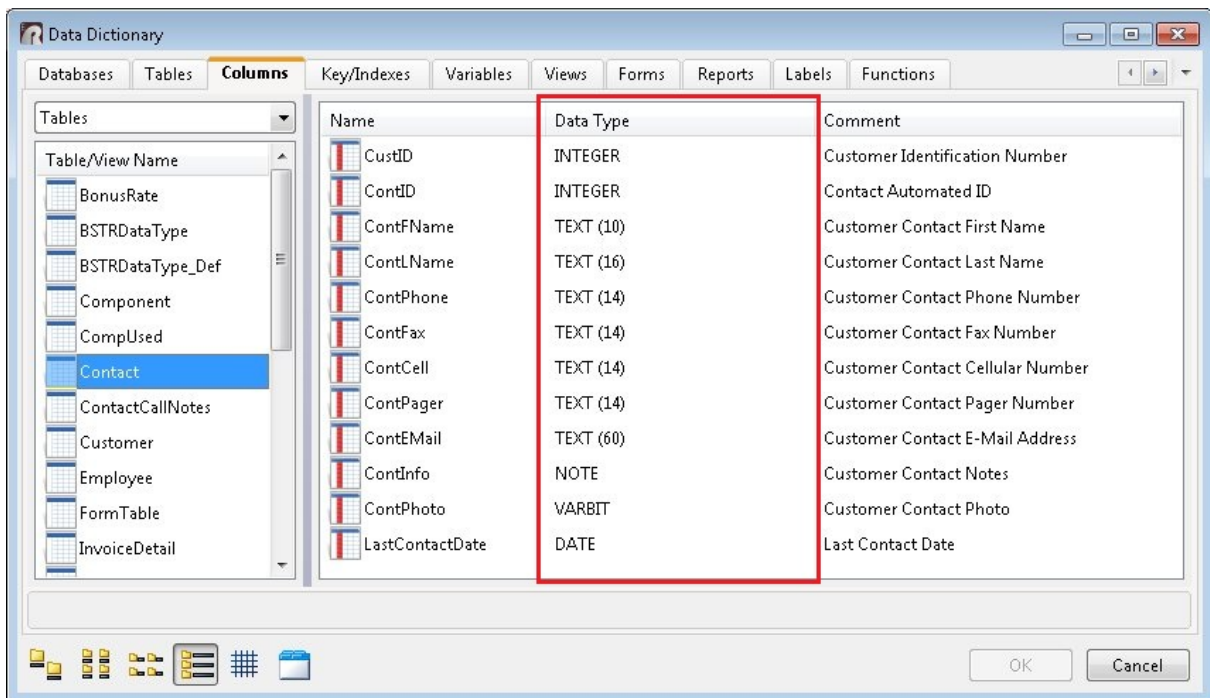 Data Dictionary
Databases Tables Columns Key/Indexes Variables Views Forms Reports Labels Functions
Tables
Table/View Name
BonusRate
BSTRDataType
BSTRDataType_Def
Component
CompUsed
Contact
ContactCallNotes
Customer
Employee
FormTable
InvoiceDetail
Name Data Type Comment
CustID INTEGER Customer Identification Number
ContID INTEGER Contact Automated ID
ContFName TEXT (10) Customer Contact First Name
ContLName TEXT (16) Customer Contact Last Name
ContPhone TEXT (14) Customer Contact Phone Number
ContFax TEXT (14) Customer Contact Fax Number
ContCell TEXT (14) Customer Contact Cellular Number
ContPager TEXT (14) Customer Contact Pager Number
ContEMail TEXT (60) Customer Contact E-Mail Address
ContInfo NOTE Customer Contact Notes
ContPhoto VARBIT Customer Contact Photo
LastContactDate DATE Last Contact Date
OK Cancel